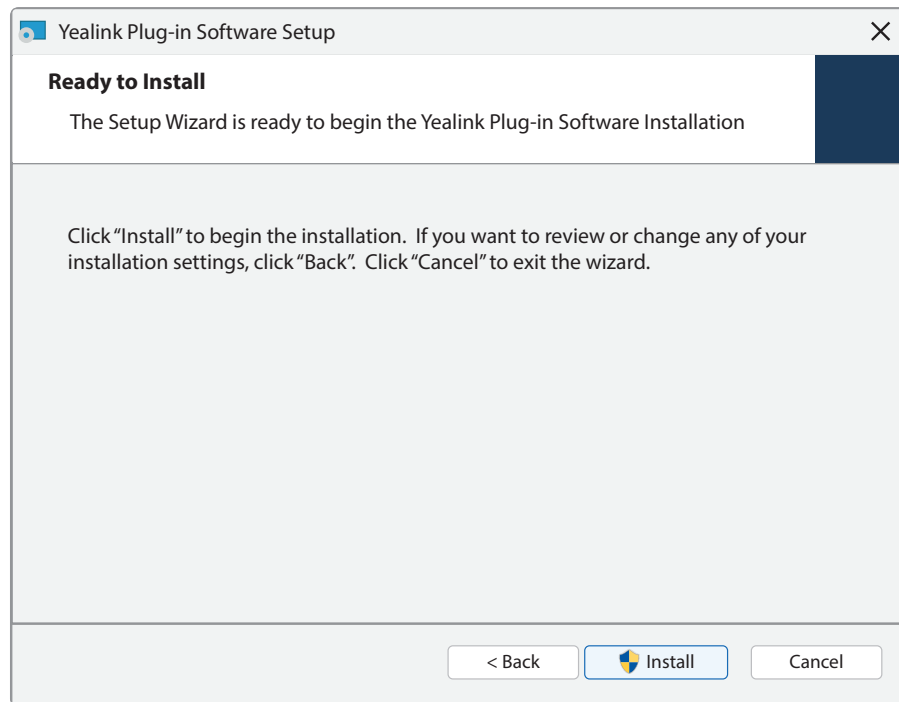 Yealink Plug-in Software Setup
Ready to Install
The Setup Wizard is ready to begin the Yealink Plug-in Software Installation
Click “Install” to begin the installation.  If you want to review or change any of your
installation settings, click “Back”.  Click “Cancel” to exit the wizard.
< Back
Install
Cancel